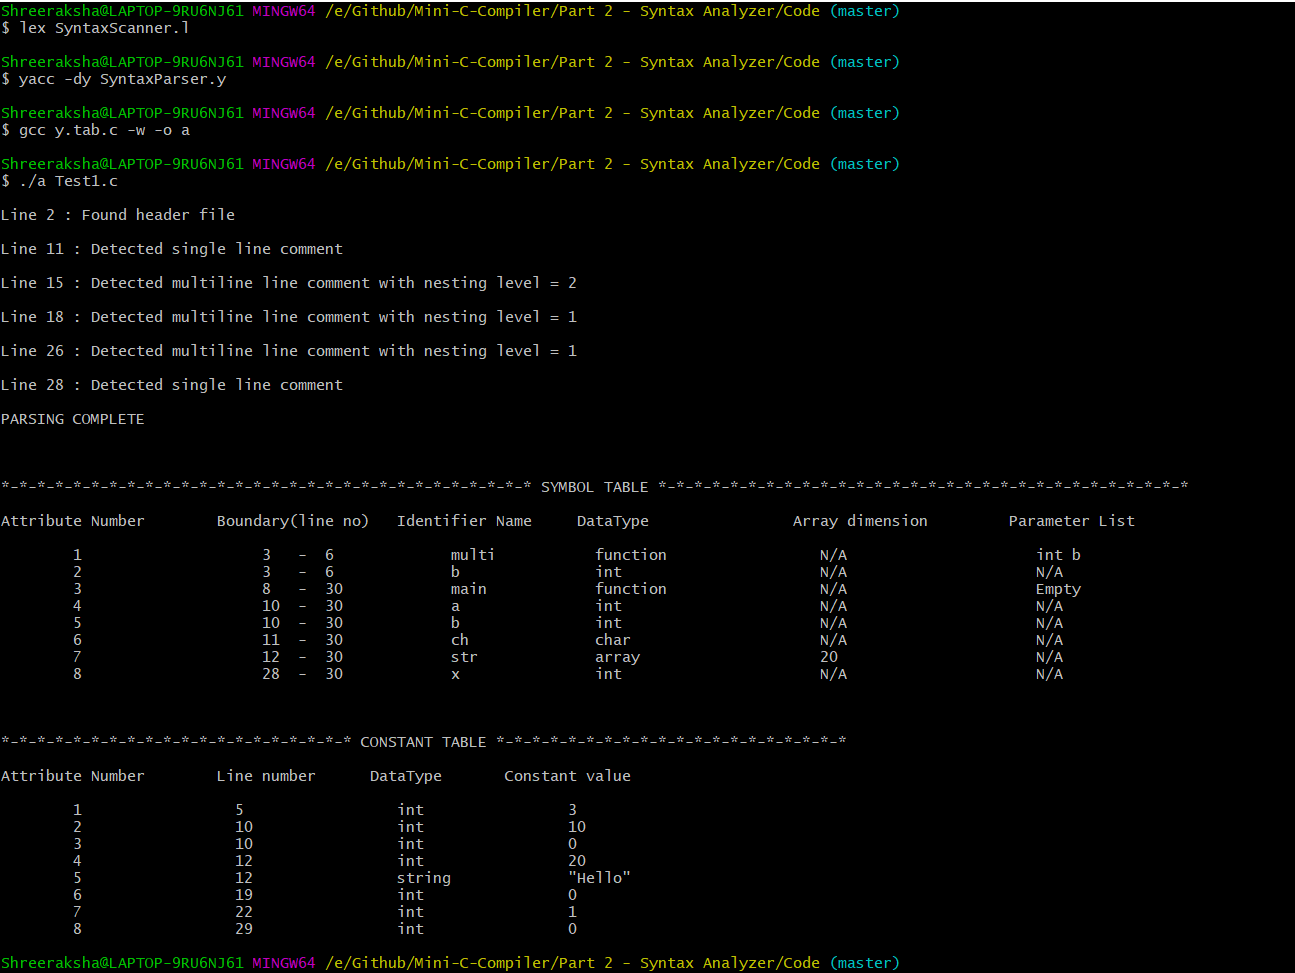 Shreeraksha@LAPTOP-9RU6NJ61 MINGW64 /e/Github/Mini-C-Compiler/Part 2 - Syntax Analyzer/Code (master)
$ lex SyntaxScanner.l
Shreeraksha@LAPTOP-9RU6NJ61 MINGW64 /e/Github/Mini-C-Compiler/Part 2 - Syntax Analyzer/Code (master)
$ yacc -dy SyntaxParser.y
Shreeraksha@LAPTOP-9RU6NJ61 MINGW64 /e/Github/Mini-C-Compiler/Part 2 - Syntax Analyzer/Code (master)
$ gcc y.tab.c -w -o a
Shreeraksha@LAPTOP-9RU6NJ61 MINGW64 /e/Github/Mini-C-Compiler/Part 2 - Syntax Analyzer/Code (master)
$ ./a Test1.c
Line 2 : Found header file
Line 11 : Detected single line comment
Line 15 : Detected multiline line comment with nesting level = 2
Line 18 : Detected multiline line comment with nesting level = 1
Line 26 : Detected multiline line comment with nesting level = 1
Line 28 : Detected single line comment
PARSING COMPLETE
*-*-*-*-*-*-*-*-*-*-*-*-*-*-*-*-*-*-*-*-*-*-*-*-*-*-*-*-*-* SYMBOL TABLE *-*-*-*-*-*-*-*-*-*-*-*-*-*-*-*-*-*-*-*-*-*-*-*-*-*-*-*-*-*
Attribute Number Boundary(line no) Identifier Name DataType Array dimension Parameter List
1 3 - 6 multi function N/A int b
2 3 - 6 b int N/A N/A
3 8 - 30 main function N/A Empty
4 10 - 30 a int N/A N/A
5 10 - 30 b int N/A N/A
6 11 - 30 ch char N/A N/A
7 12 - 30 str array 20 N/A
8 28 - 30 x int N/A N/A
*-*-*-*-*-*-*-*-*-*-*-*-*-*-*-*-*-*-*-* CONSTANT TABLE *-*-*-*-*-*-*-*-*-*-*-*-*-*-*-*-*-*-*-*
Attribute Number Line number DataType Constant value
1 5 int 3
2 10 int 10
3 10 int 0
4 12 int 20
5 12 string "Hello"
6 19 int 0
7 22 int 1
8 29 int 0
Shreeraksha@LAPTOP-9RU6NJ61 MINGW64 /e/Github/Mini-C-Compiler/Part 2 - Syntax Analyzer/Code (master)